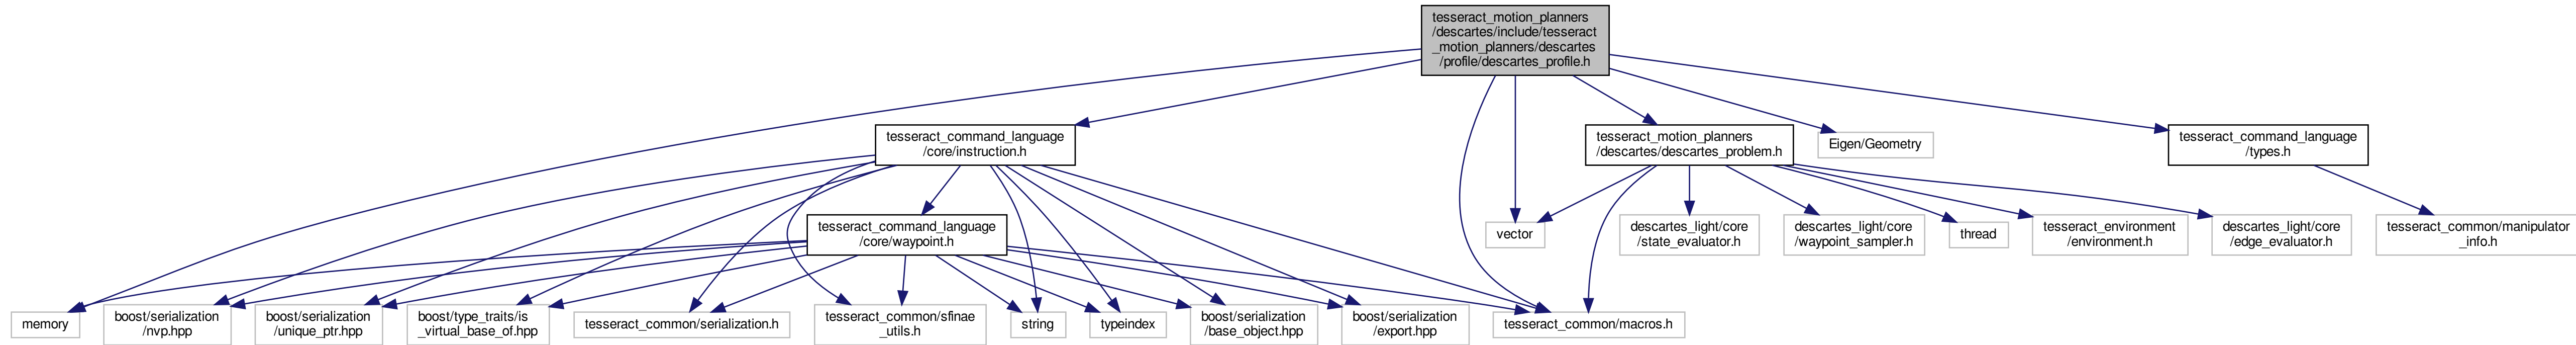 tesseract_motion_planners
/descartes/include/tesseract
_motion_planners/descartes
/profile/descartes_profile.h
tesseract_command_language
/core/instruction.h
tesseract_motion_planners
/descartes/descartes_problem.h
Eigen/Geometry
tesseract_command_language
/types.h
tesseract_command_language
/core/waypoint.h
vector
descartes_light/core
/state_evaluator.h
descartes_light/core
/waypoint_sampler.h
thread
tesseract_environment
/environment.h
descartes_light/core
/edge_evaluator.h
tesseract_common/manipulator
_info.h
memory
boost/serialization
/nvp.hpp
boost/serialization
/unique_ptr.hpp
boost/type_traits/is
_virtual_base_of.hpp
tesseract_common/serialization.h
tesseract_common/sfinae
_utils.h
string
typeindex
boost/serialization
/base_object.hpp
boost/serialization
/export.hpp
tesseract_common/macros.h